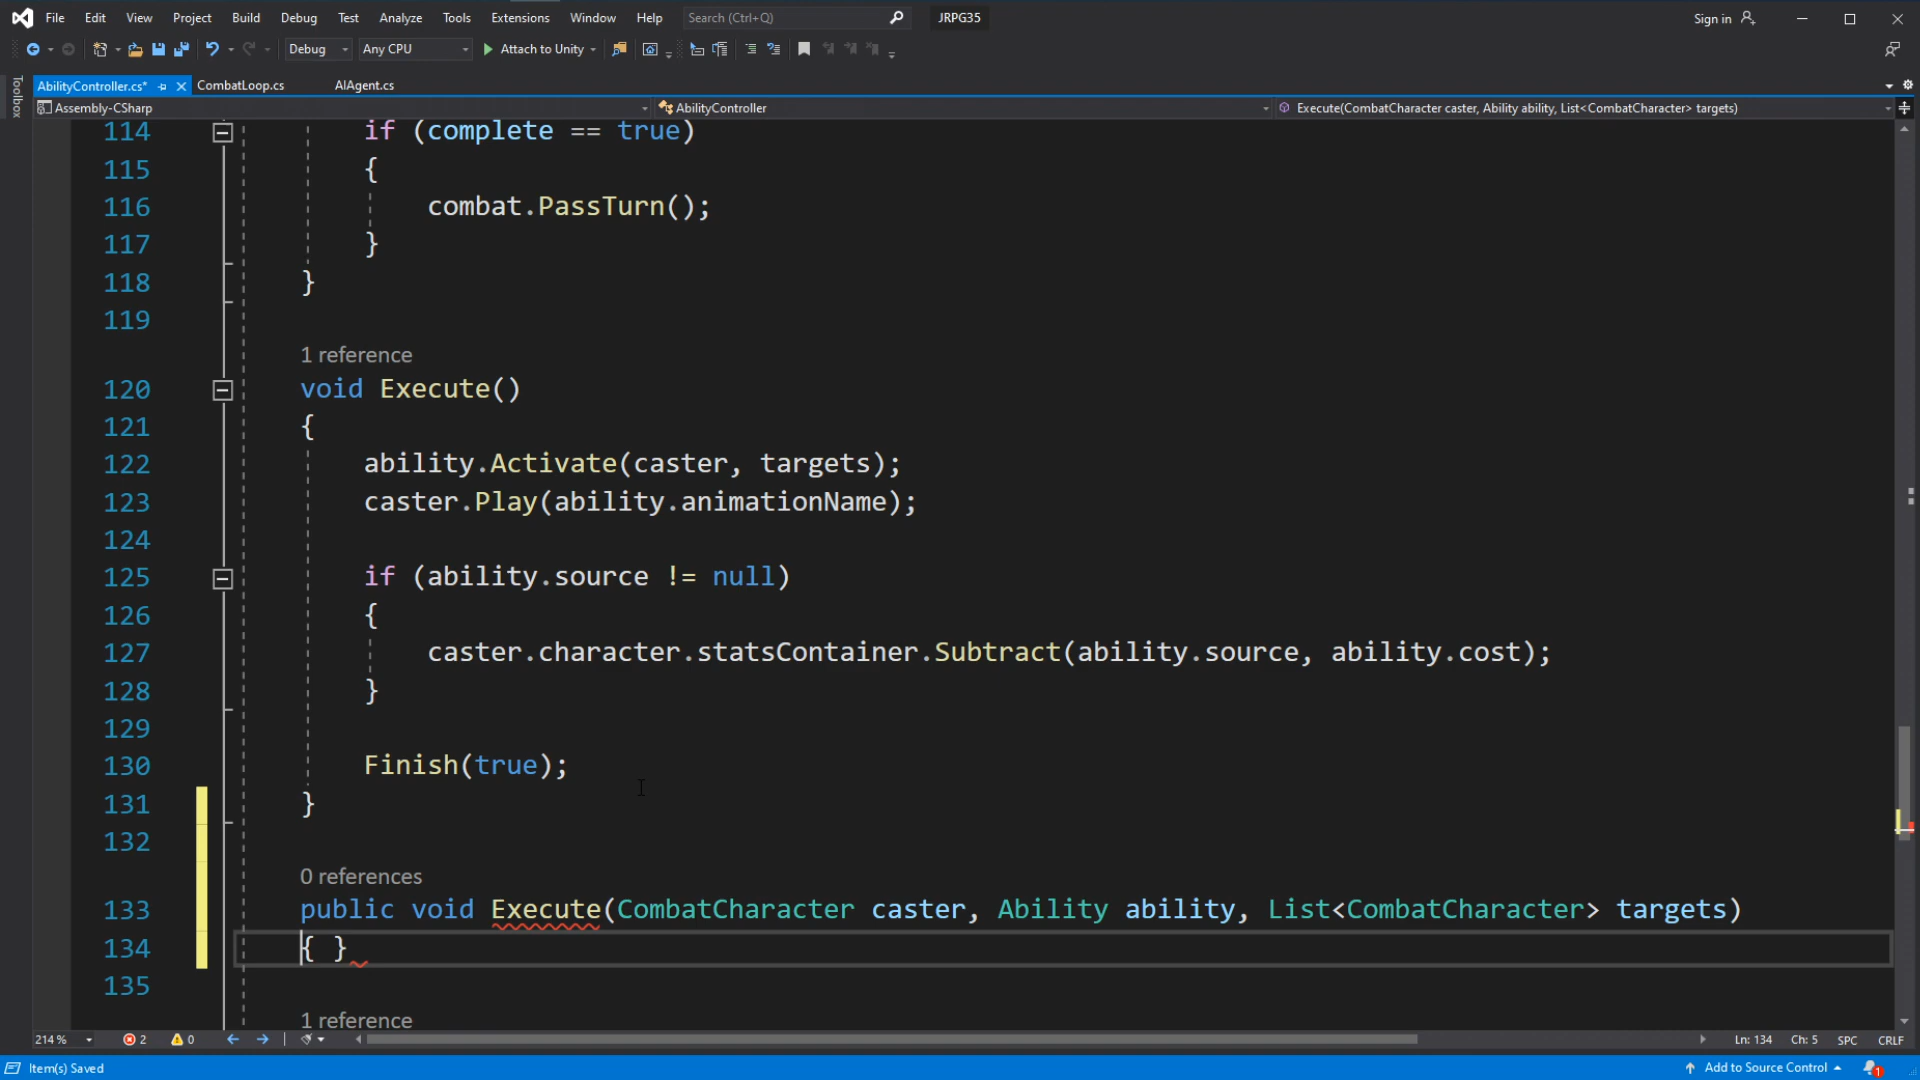 File Edit View Project Build Debug Test Analyze Tools Extensions Window Help Search (Ctrl+Q) JRPG35 Sign in
Debug Any CPU Attach to Unity
Toolbox
AbilityController.cs* CombatLoop.cs AIAgent.cs
Assembly-CSharp AbilityController Execute(CombatCharacter caster, Ability ability, List<CombatCharacter> targets)
114 if (complete == true)
115 {
116 combat.PassTurn();
117 }
118 }
119
1 reference
120 void Execute()
121 {
122 ability.Activate(caster, targets);
123 caster.Play(ability.animationName);
124
125 if (ability.source != null)
126 {
127 caster.character.statsContainer.Subtract(ability.source, ability.cost);
128 }
129
130 Finish(true);
131 }
132
0 references
133 public void Execute(CombatCharacter caster, Ability ability, List<CombatCharacter> targets)
134 { }
135
1 reference
214 % 2 0 Ln: 134 Ch: 5 SPC CRLF
Item(s) Saved Add to Source Control 1